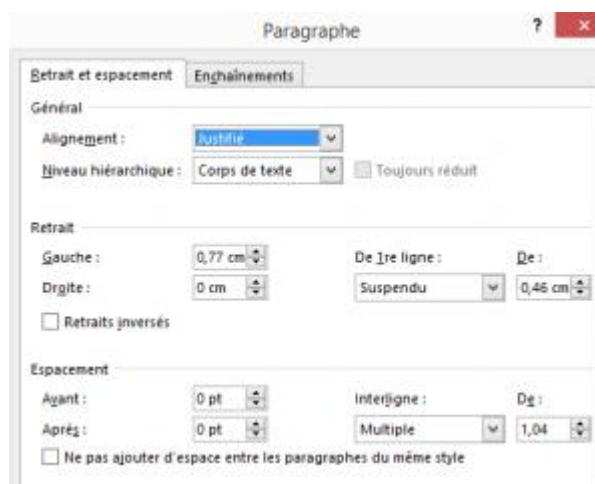 Paragraphe ? ×
Retrait et espacement Enchaînements
Général
Alignement : Justifié
Niveau hiérarchique : Corps de texte Toujours réduit
Retrait
Gauche : 0,77 cm De 1re ligne : De :
Droite : 0 cm Suspendu 0,46 cm
Retraits inversés
Espacement
Avant : 0 pt Interligne : De :
Après : 0 pt Multiple 1,04
Ne pas ajouter d'espace entre les paragraphes du même style